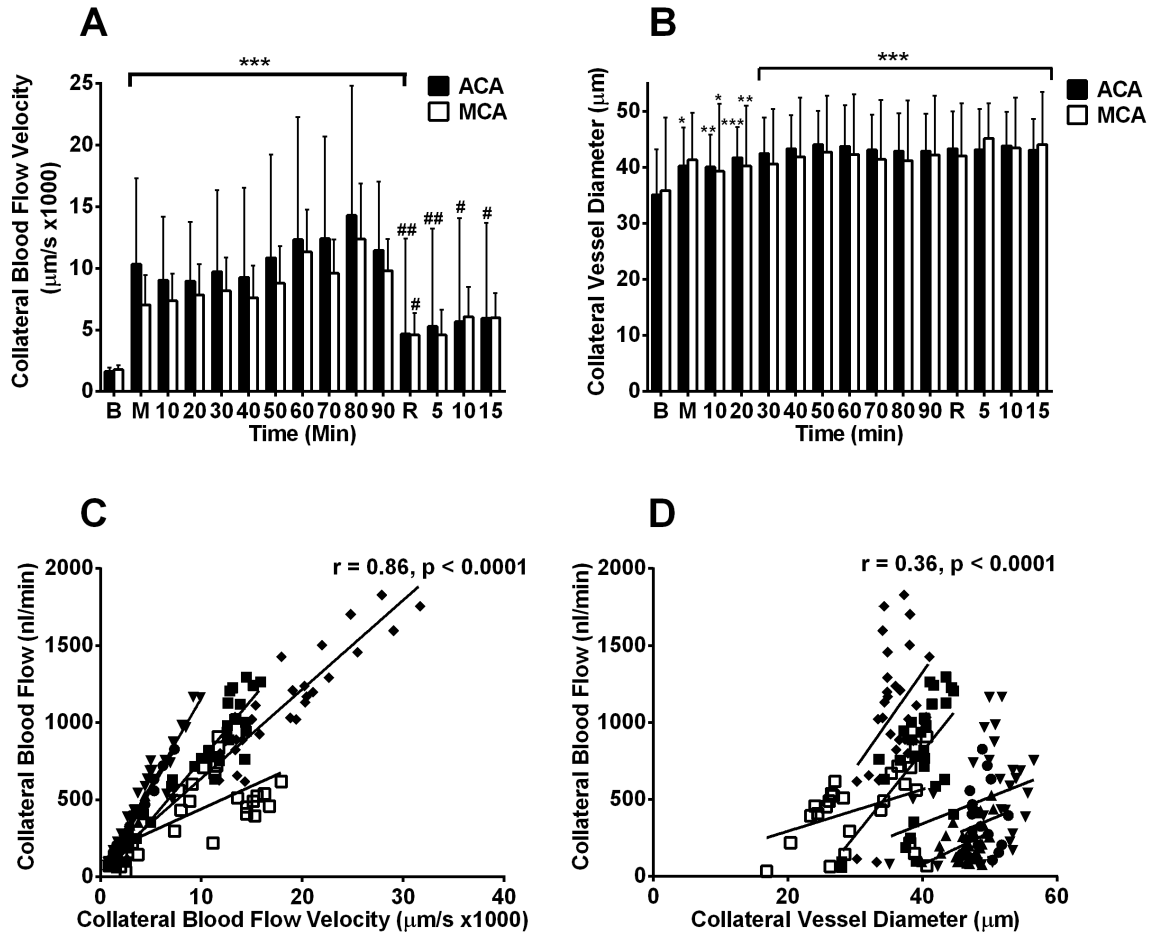 A
B
***
***
ACA
MCA
ACA
MCA
Collateral Blood Flow Velocity
(μm/s x1000)
25
20
15
10
5
0
## ## # #
#
B M 10 20 30 40 50 60 70 80 90 R 5 10 15
Time (Min)
Collateral Vessel Diameter (μm)
50
40
30
20
10
0
* ** * *** **
B M 10 20 30 40 50 60 70 80 90 R 5 10 15
Time (min)
C
D
r = 0.86, p < 0.0001
Collateral Blood Flow (nl/min)
2000
1500
1000
500
0
0 10 20 30 40
Collateral Blood Flow Velocity (μm/s x1000)
r = 0.36, p < 0.0001
Collateral Blood Flow (nl/min)
2000
1500
1000
500
0
0 20 40 60
Collateral Vessel Diameter (μm)